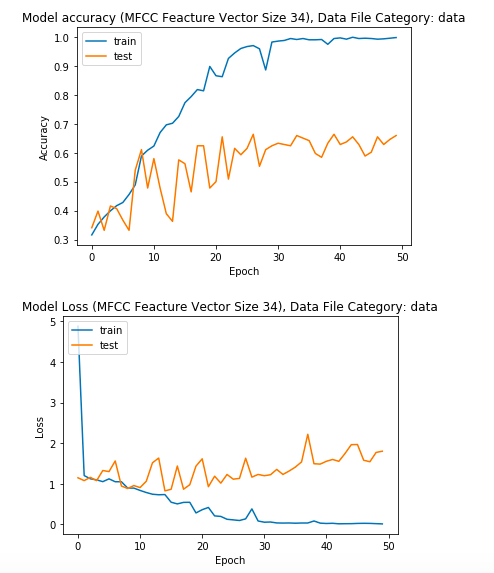 Model accuracy (MFCC Feacture Vector Size 34), Data File Category: data
train
test
1.0
0.9
0.8
0.7
0.6
0.5
0.4
0.3
Accuracy
0 10 20 30 40 50
Epoch
Model Loss (MFCC Feacture Vector Size 34), Data File Category: data
train
test
5
4
3
2
1
0
Loss
0 10 20 30 40 50
Epoch